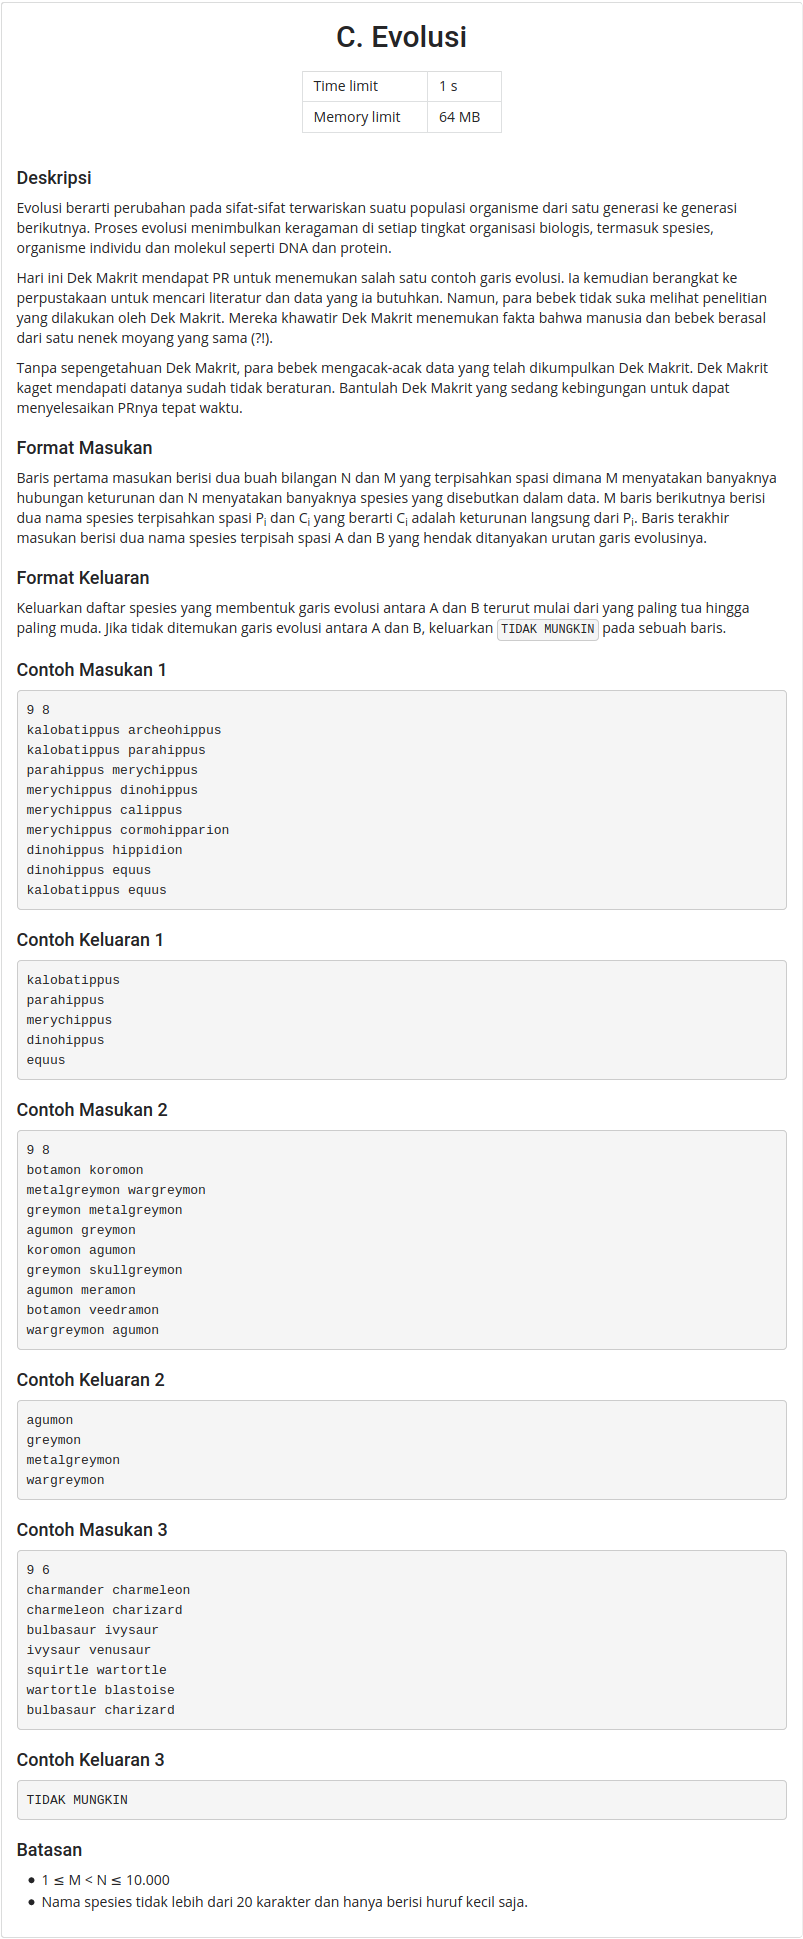 C. Evolusi
Time limit 1 s
Memory limit 64 MB
Deskripsi
Evolusi berarti perubahan pada sifat-sifat terwariskan suatu populasi organisme dari satu generasi ke generasi
berikutnya. Proses evolusi menimbulkan keragaman di setiap tingkat organisasi biologis, termasuk spesies,
organisme individu dan molekul seperti DNA dan protein.
Hari ini Dek Makrit mendapat PR untuk menemukan salah satu contoh garis evolusi. Ia kemudian berangkat ke
perpustakaan untuk mencari literatur dan data yang ia butuhkan. Namun, para bebek tidak suka melihat penelitian
yang dilakukan oleh Dek Makrit. Mereka khawatir Dek Makrit menemukan fakta bahwa manusia dan bebek berasal
dari satu nenek moyang yang sama (?!).
Tanpa sepengetahuan Dek Makrit, para bebek mengacak-acak data yang telah dikumpulkan Dek Makrit. Dek Makrit
kaget mendapati datanya sudah tidak beraturan. Bantulah Dek Makrit yang sedang kebingungan untuk dapat
menyelesaikan PRnya tepat waktu.
Format Masukan
Baris pertama masukan berisi dua buah bilangan N dan M yang terpisahkan spasi dimana M menyatakan banyaknya
hubungan keturunan dan N menyatakan banyaknya spesies yang disebutkan dalam data. M baris berikutnya berisi
dua nama spesies terpisahkan spasi Pi dan Ci yang berarti Ci adalah keturunan langsung dari Pi. Baris terakhir
masukan berisi dua nama spesies terpisah spasi A dan B yang hendak ditanyakan urutan garis evolusinya.
Format Keluaran
Keluarkan daftar spesies yang membentuk garis evolusi antara A dan B terurut mulai dari yang paling tua hingga
paling muda. Jika tidak ditemukan garis evolusi antara A dan B, keluarkan TIDAK MUNGKIN pada sebuah baris.
Contoh Masukan 1
9 8
kalobatippus archeohippus
kalobatippus parahippus
parahippus merychippus
merychippus dinohippus
merychippus calippus
merychippus cormohipparion
dinohippus hippidion
dinohippus equus
kalobatippus equus
Contoh Keluaran 1
kalobatippus
parahippus
merychippus
dinohippus
equus
Contoh Masukan 2
9 8
botamon koromon
metalgreymon wargreymon
greymon metalgreymon
agumon greymon
koromon agumon
greymon skullgreymon
agumon meramon
botamon veedramon
wargreymon agumon
Contoh Keluaran 2
agumon
greymon
metalgreymon
wargreymon
Contoh Masukan 3
9 6
charmander charmeleon
charmeleon charizard
bulbasaur ivysaur
ivysaur venusaur
squirtle wartortle
wartortle blastoise
bulbasaur charizard
Contoh Keluaran 3
TIDAK MUNGKIN
Batasan
• 1 ≤ M < N ≤ 10.000
• Nama spesies tidak lebih dari 20 karakter dan hanya berisi huruf kecil saja.